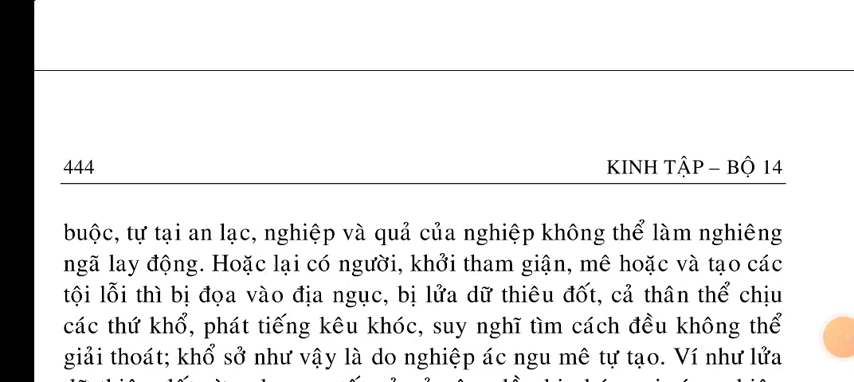 444 KINH TẬP – BỘ 14
buộc, tự tại an lạc, nghiệp và quả của nghiệp không thể làm nghiêng
ngã lay động. Hoặc lại có người, khởi tham giận, mê hoặc và tạo các
tội lỗi thì bị đọa vào địa ngục, bị lửa dữ thiêu đốt, cả thân thể chịu
các thứ khổ, phát tiếng kêu khóc, suy nghĩ tìm cách đều không thể
giải thoát; khổ sở như vậy là do nghiệp ác ngu mê tự tạo. Ví như lửa